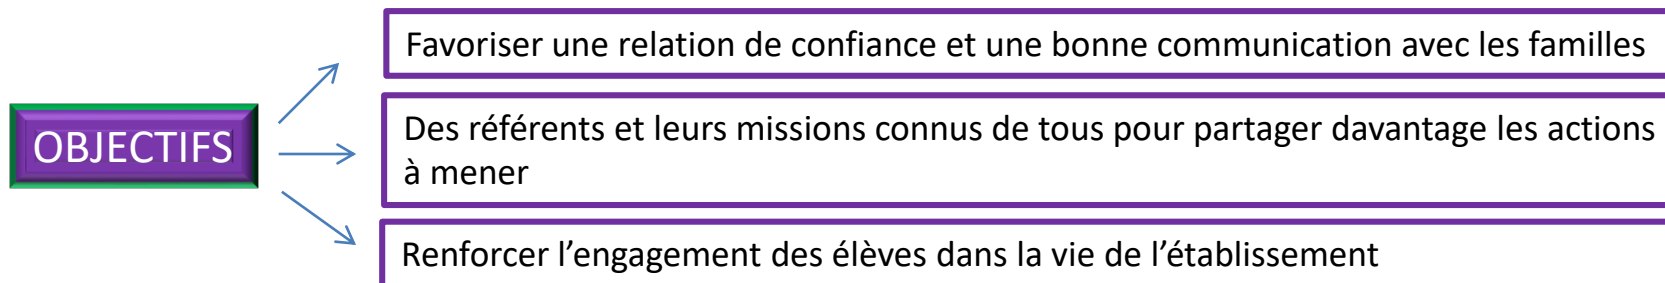 Favoriser une relation de confiance et une bonne communication avec les familles
OBJECTIFS
Des référents et leurs missions connus de tous pour partager davantage les actions
à mener
Renforcer l’engagement des élèves dans la vie de l’établissement